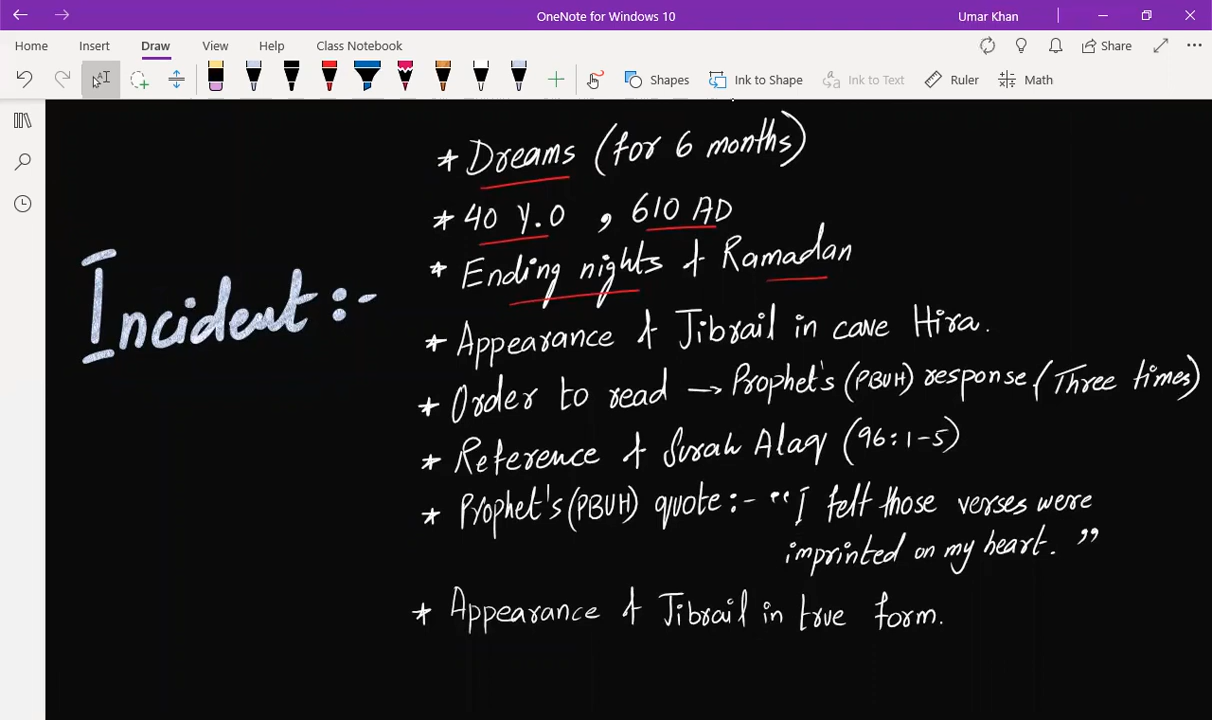 OneNote for Windows 10
Umar Khan
Home Insert Draw View Help Class Notebook
Share
Shapes Ink to Shape Ink to Text Ruler Math
* Dreams (for 6 months)
* 40 Y.O , 610 AD
* Ending nights of Ramadan
Incident:-
* Appearance of Jibrail in cave Hira.
* Order to read → Prophet's (PBUH) response (Three times)
* Reference of Surah Alaq (96:1-5)
* Prophet's (PBUH) quote:- "I felt those verses were
imprinted on my heart."
* Appearance of Jibrail in true form.